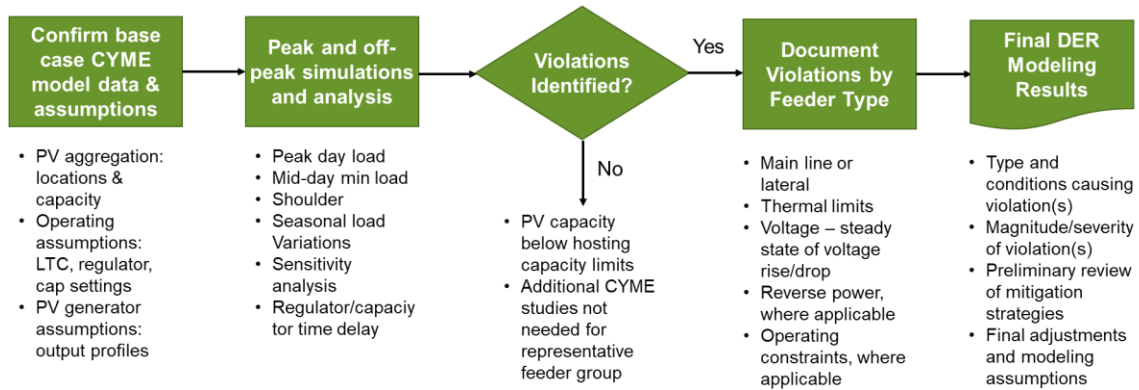 Confirm base
case CYME
model data &
assumptions
Peak and off-
peak simulations
and analysis
Violations
Identified?
Yes
Document
Violations by
Feeder Type
Final DER
Modeling
Results
• PV aggregation:
locations &
capacity
• Operating
assumptions:
LTC, regulator,
cap settings
• PV generator
assumptions:
output profiles
• Peak day load
• Mid-day min load
• Shoulder
• Seasonal load
Variations
• Sensitivity
analysis
• Regulator/capaciy
tor time delay
No
• PV capacity
below hosting
capacity limits
• Additional CYME
studies not
needed for
representative
feeder group
• Main line or
lateral
• Thermal limits
• Voltage – steady
state of voltage
rise/drop
• Reverse power,
where applicable
• Operating
constraints, where
applicable
• Type and
conditions causing
violation(s)
• Magnitude/severity
of violation(s)
• Preliminary review
of mitigation
strategies
• Final adjustments
and modeling
assumptions